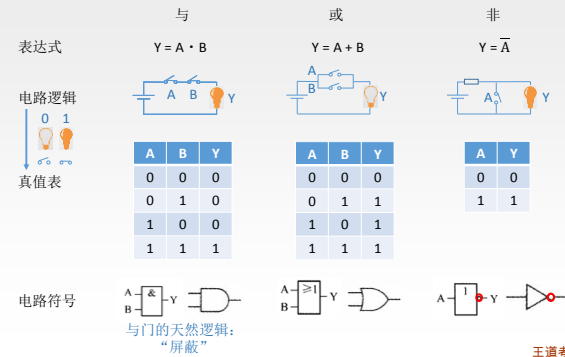 与 或 非
表达式 Y = A · B Y = A + B Y = A̅
电路逻辑 A B Y A B Y A Y
0 1
真值表
A B Y A B Y A Y
0 0 0 0 0 0 0 0
0 1 0 0 1 1 1 1
1 0 0 1 0 1
1 1 1 1 1 1
电路符号 A B & Y A B ≥1 Y A 1 Y
与门的天然逻辑：
“屏蔽”
王道考